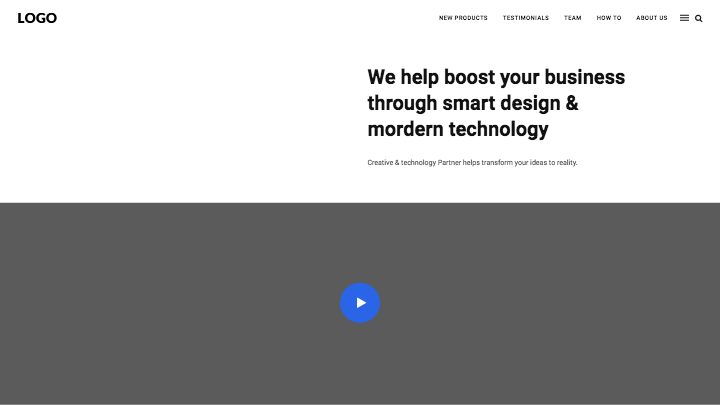 LOGO
NEW PRODUCTS TESTIMONIALS TEAM HOW TO ABOUT US
We help boost your business
through smart design &
mordern technology
Creative & technology Partner helps transform your ideas to reality.